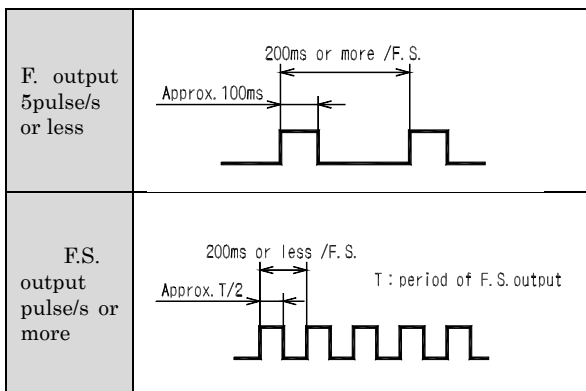 F. output
5pulse/s
or less
200ms or more /F.S.
Approx.100ms
F.S.
output
pulse/s or
more
200ms or less /F.S.
Approx.T/2
T:period of F.S.output